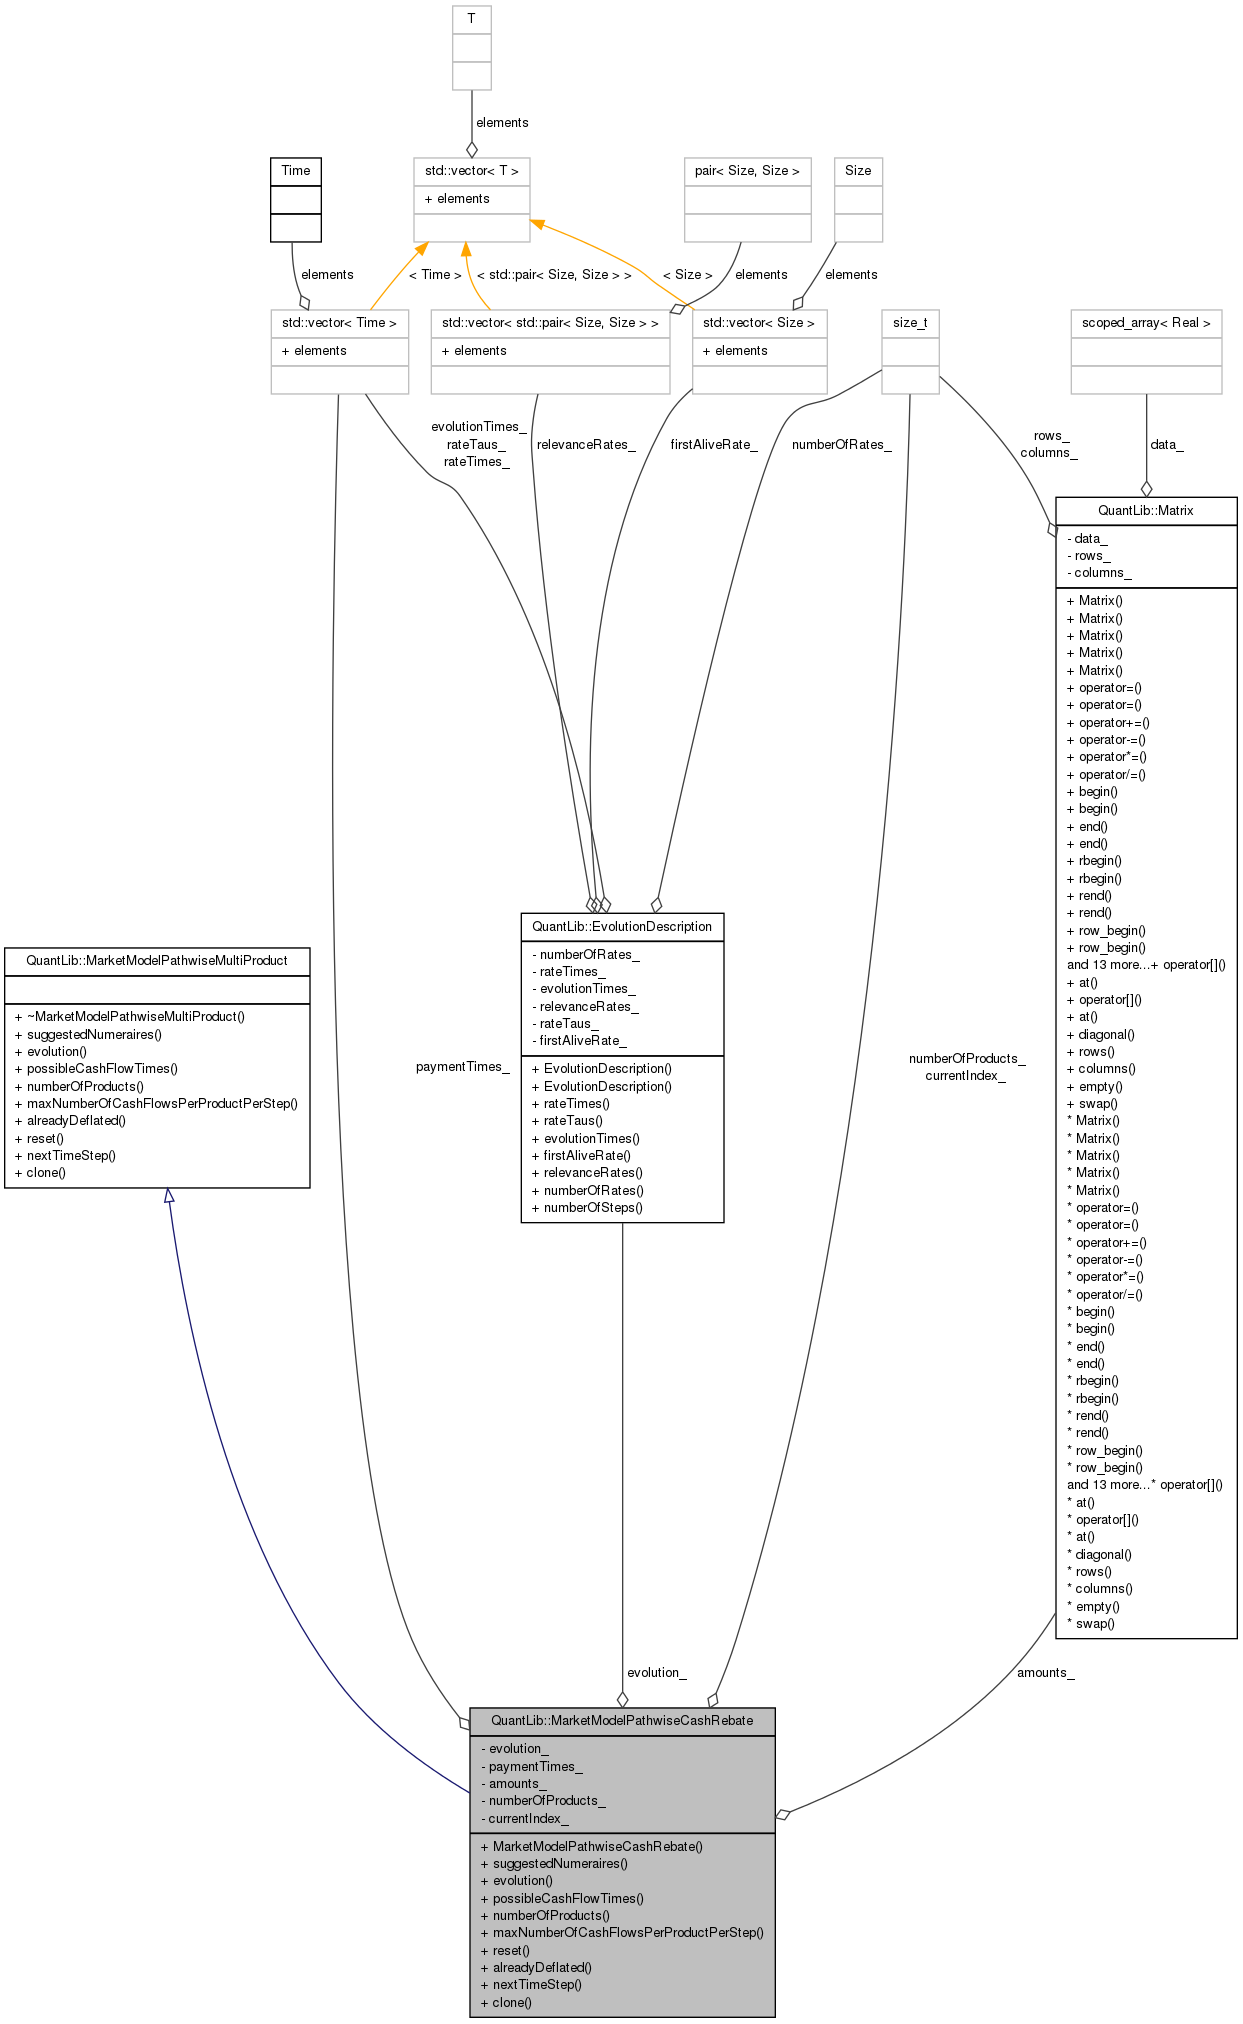 T
elements
Time
std::vector< T >
+ elements
pair< Size, Size >
Size
elements
< Time >
< std::pair< Size, Size > >
< Size >
elements
elements
std::vector< Time >
+ elements
std::vector< std::pair< Size, Size > >
+ elements
std::vector< Size >
+ elements
size_t
scoped_array< Real >
evolutionTimes_
rateTaus_
rateTimes_
relevanceRates_
firstAliveRate_
numberOfRates_
rows_
columns_
data_
QuantLib::Matrix
- data_
- rows_
- columns_
+ Matrix()
+ Matrix()
+ Matrix()
+ Matrix()
+ Matrix()
+ operator=()
+ operator=()
+ operator+=()
+ operator-=()
+ operator*=()
+ operator/=()
+ begin()
+ begin()
+ end()
+ end()
+ rbegin()
+ rbegin()
+ rend()
+ rend()
+ row_begin()
+ row_begin()
and 13 more...+ operator[]()
+ at()
+ operator[]()
+ at()
+ diagonal()
+ rows()
+ columns()
+ empty()
+ swap()
* Matrix()
* Matrix()
* Matrix()
* Matrix()
* Matrix()
* operator=()
* operator=()
* operator+=()
* operator-=()
* operator*=()
* operator/=()
* begin()
* begin()
* end()
* end()
* rbegin()
* rbegin()
* rend()
* rend()
* row_begin()
* row_begin()
and 13 more...* operator[]()
* at()
* operator[]()
* at()
* diagonal()
* rows()
* columns()
* empty()
* swap()
QuantLib::EvolutionDescription
- numberOfRates_
- rateTimes_
- evolutionTimes_
- relevanceRates_
- rateTaus_
- firstAliveRate_
+ EvolutionDescription()
+ EvolutionDescription()
+ rateTimes()
+ rateTaus()
+ evolutionTimes()
+ firstAliveRate()
+ relevanceRates()
+ numberOfRates()
+ numberOfSteps()
QuantLib::MarketModelPathwiseMultiProduct
+ ~MarketModelPathwiseMultiProduct()
+ suggestedNumeraires()
+ evolution()
+ possibleCashFlowTimes()
+ numberOfProducts()
+ maxNumberOfCashFlowsPerProductPerStep()
+ alreadyDeflated()
+ reset()
+ nextTimeStep()
+ clone()
paymentTimes_
numberOfProducts_
currentIndex_
evolution_
amounts_
QuantLib::MarketModelPathwiseCashRebate
- evolution_
- paymentTimes_
- amounts_
- numberOfProducts_
- currentIndex_
+ MarketModelPathwiseCashRebate()
+ suggestedNumeraires()
+ evolution()
+ possibleCashFlowTimes()
+ numberOfProducts()
+ maxNumberOfCashFlowsPerProductPerStep()
+ reset()
+ alreadyDeflated()
+ nextTimeStep()
+ clone()